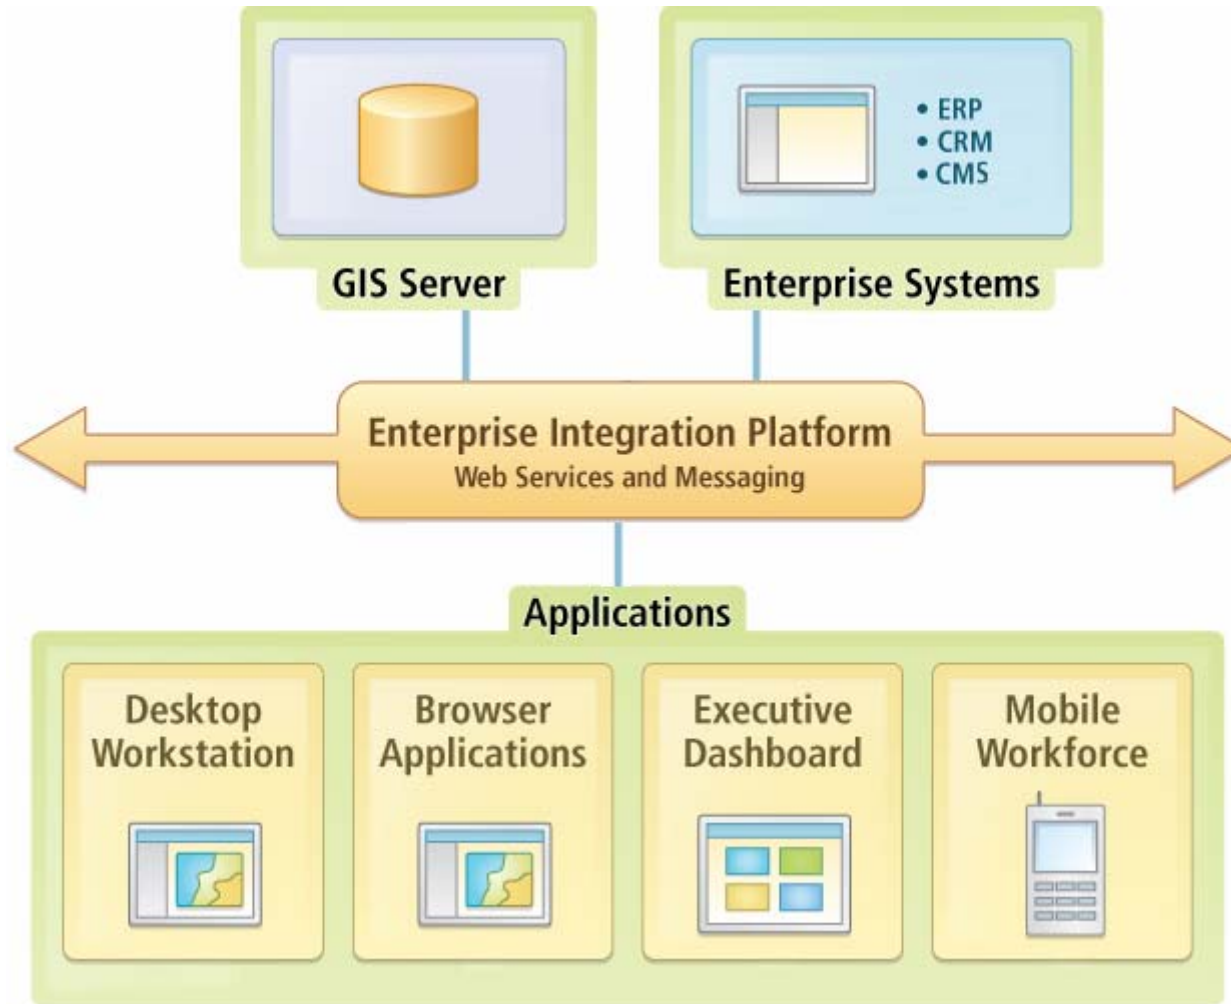 • ERP
• CRM
• CMS
GIS Server
Enterprise Systems
Enterprise Integration Platform
Web Services and Messaging
Applications
Desktop
Workstation
Browser
Applications
Executive
Dashboard
Mobile
Workforce